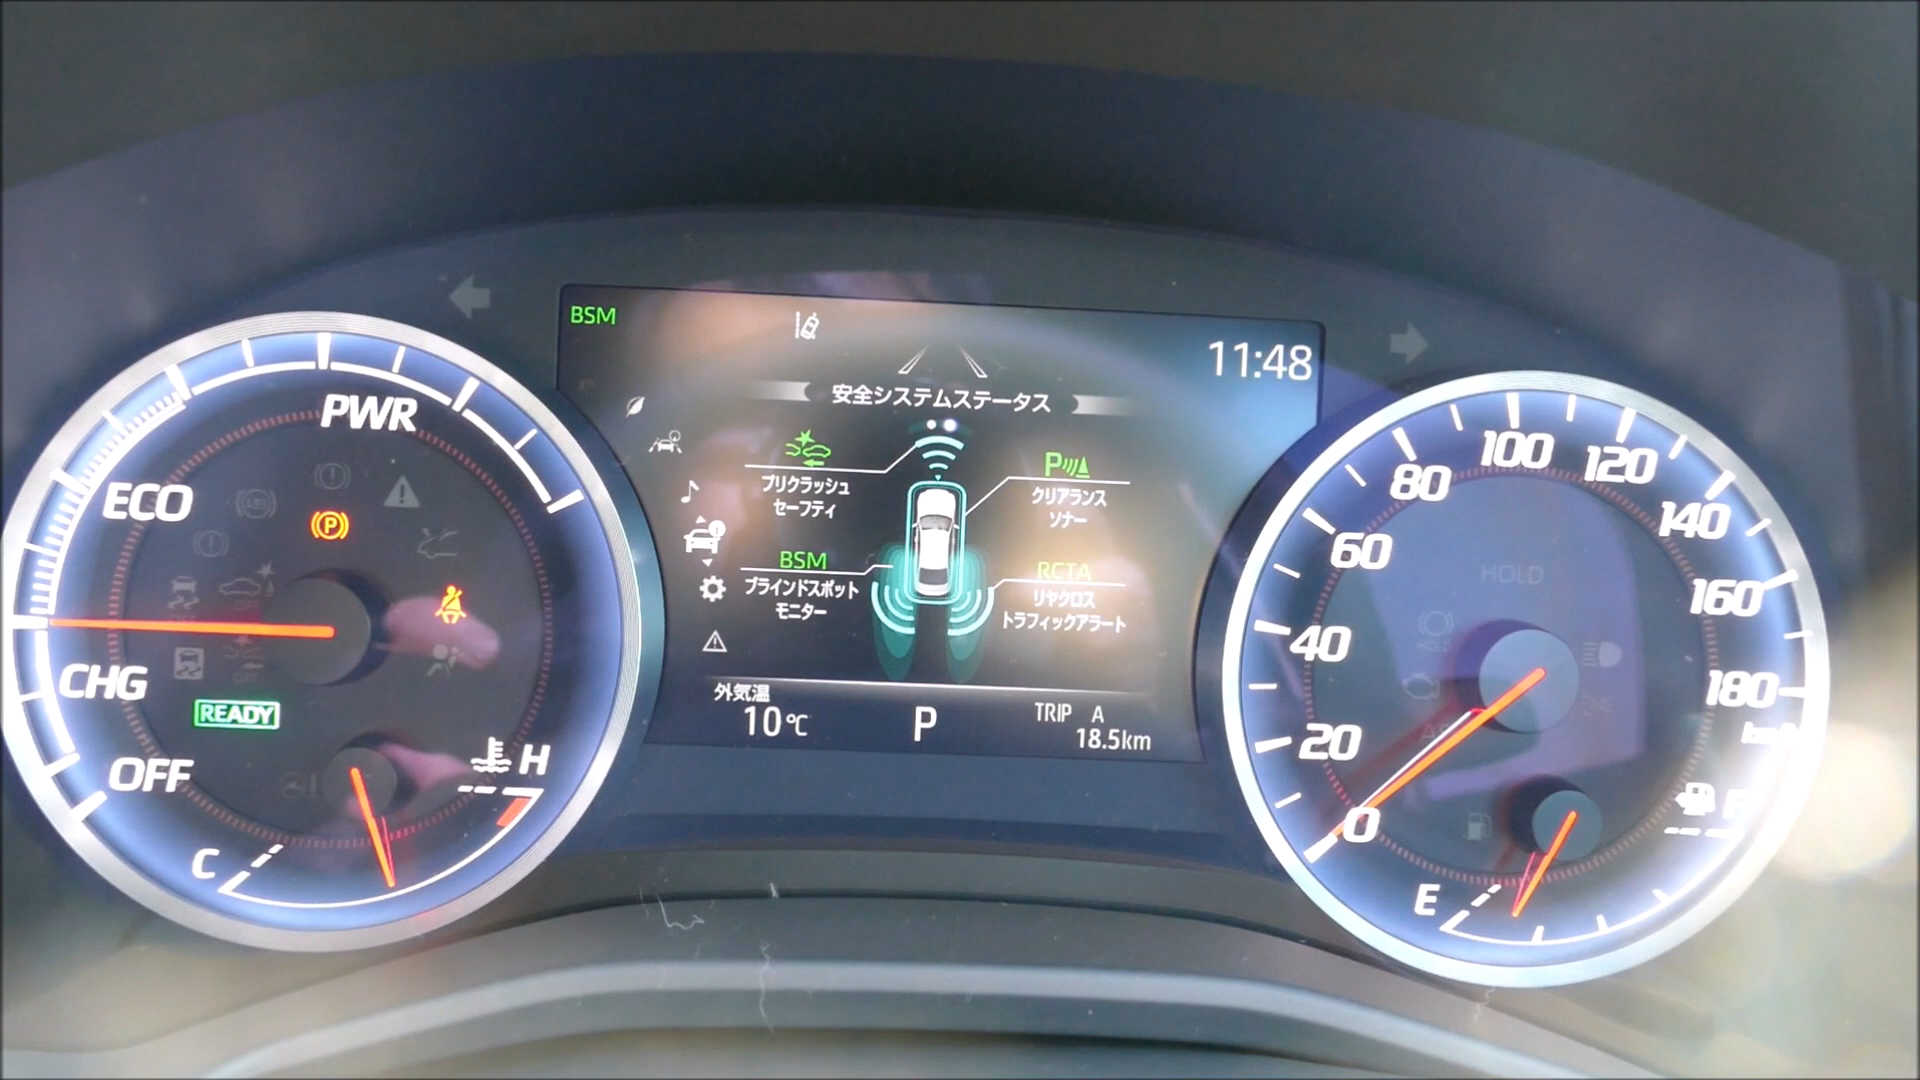 BSM
11:48
安全システムステータス
プリクラッシュ
セーフティ
P
クリアランス
ソナー
BSM
ブラインドスポット
モニター
RCTA
リヤクロス
トラフィックアラート
外気温
10℃
P
TRIP A
18.5km
PWR
ECO
CHG
OFF
P
READY
H
C
0
20
40
60
80
100
120
140
160
180
km/h
HOLD
HOLD
E
F